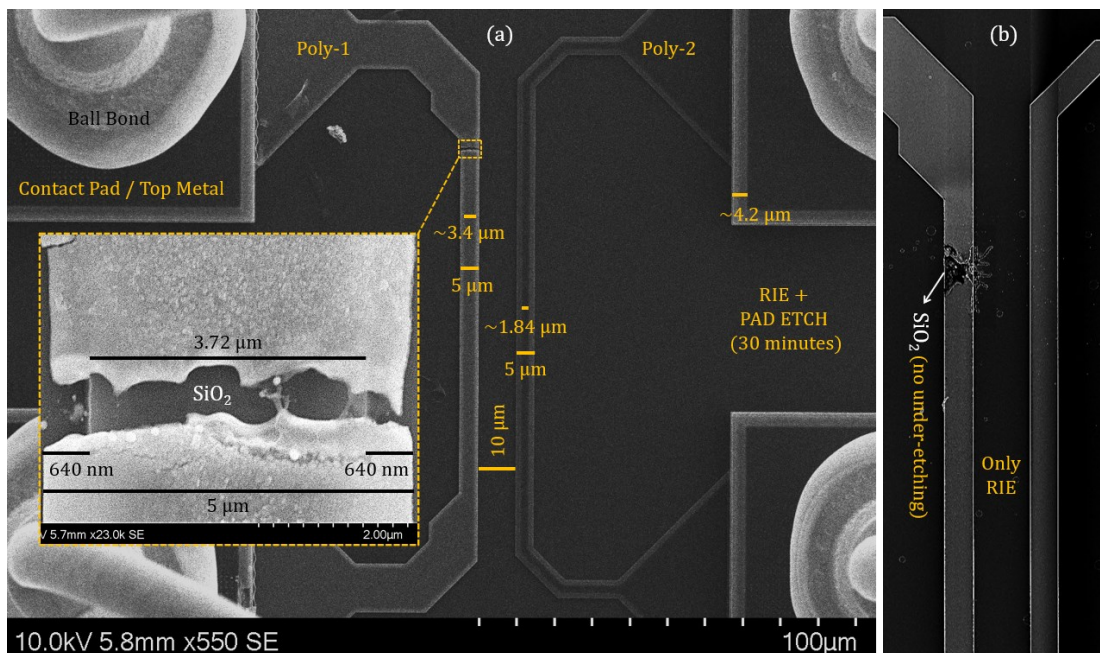 (a)
Poly-1
Poly-2
Ball Bond
Contact Pad / Top Metal
~3.4 µm
5 µm
~4.2 µm
~1.84 µm
5 µm
10 µm
RIE +
PAD ETCH
(30 minutes)
3.72 µm
SiO2
640 nm
640 nm
5 µm
V 5.7mm x23.0k SE
2.00µm
10.0kV 5.8mm x550 SE
100µm
(b)
SiO2 (no under-etching)
Only
RIE